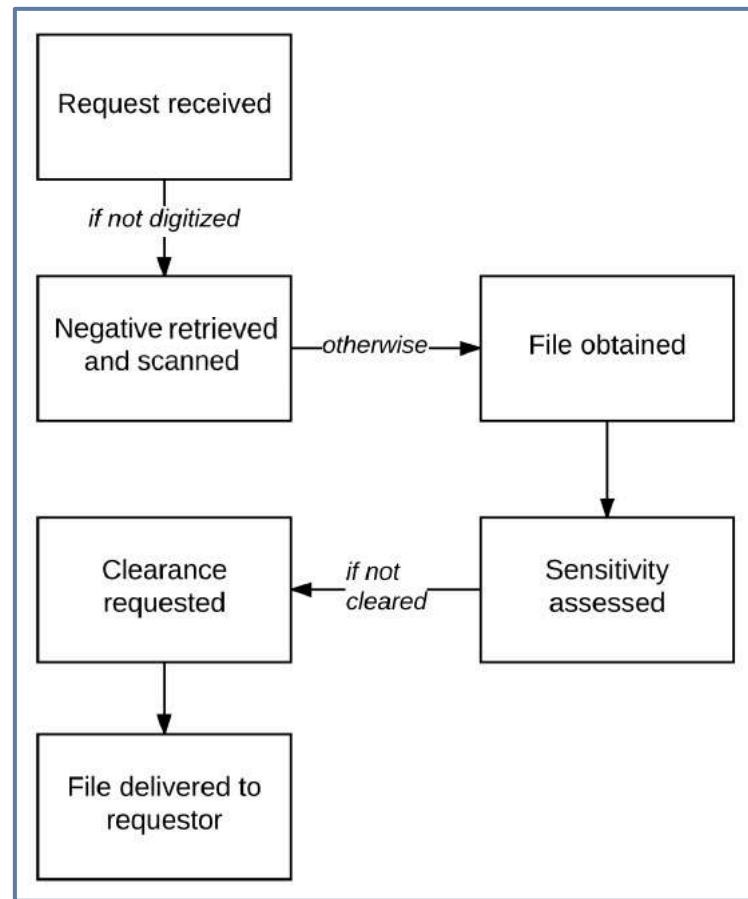 Request received
if not digitized
Negative retrieved
and scanned
otherwise
File obtained
Sensitivity
assessed
if not
cleared
Clearance
requested
File delivered to
requestor